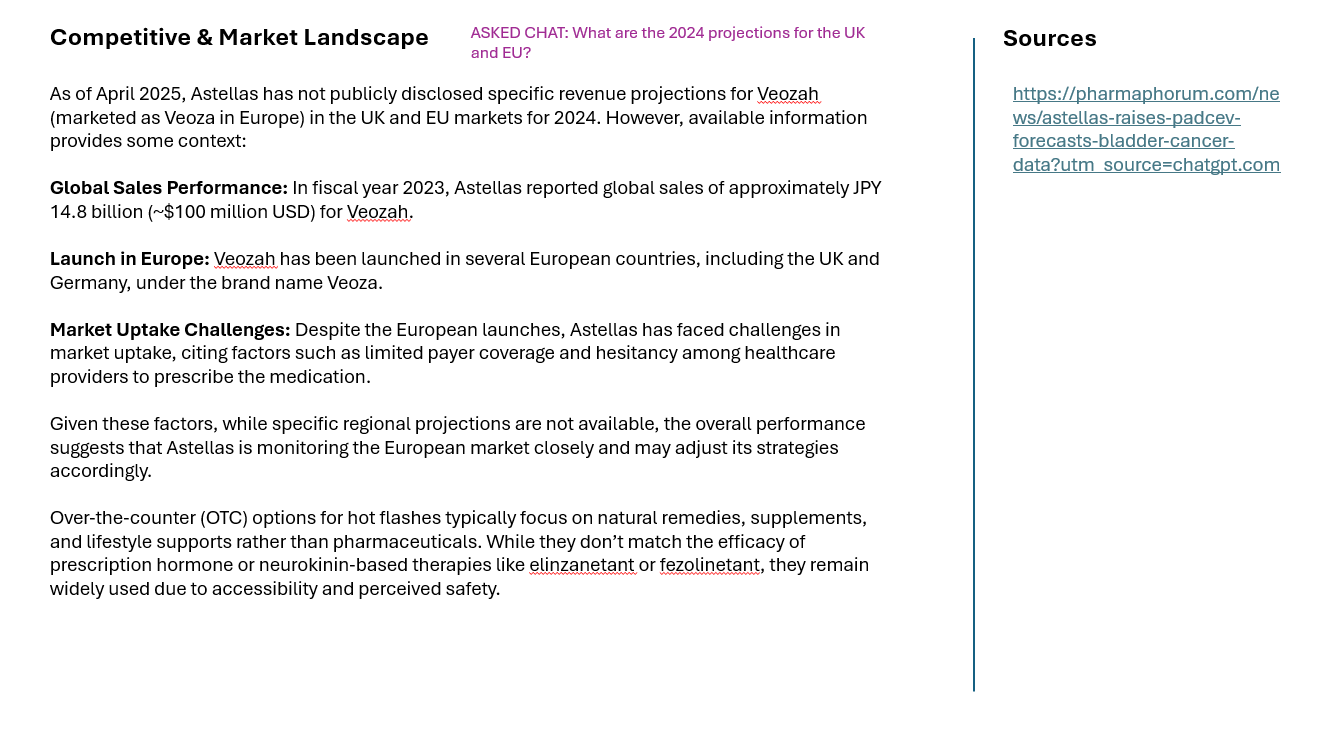 Competitive & Market Landscape
ASKED CHAT: What are the 2024 projections for the UK
and EU?
As of April 2025, Astellas has not publicly disclosed specific revenue projections for Veozah
(marketed as Veoza in Europe) in the UK and EU markets for 2024. However, available information
provides some context:
Global Sales Performance: In fiscal year 2023, Astellas reported global sales of approximately JPY
14.8 billion (~$100 million USD) for Veozah.
Launch in Europe: Veozah has been launched in several European countries, including the UK and
Germany, under the brand name Veoza.
Market Uptake Challenges: Despite the European launches, Astellas has faced challenges in
market uptake, citing factors such as limited payer coverage and hesitancy among healthcare
providers to prescribe the medication.
Given these factors, while specific regional projections are not available, the overall performance
suggests that Astellas is monitoring the European market closely and may adjust its strategies
accordingly.
Over-the-counter (OTC) options for hot flashes typically focus on natural remedies, supplements,
and lifestyle supports rather than pharmaceuticals. While they don’t match the efficacy of
prescription hormone or neurokinin-based therapies like elinzanetant or fezolinetant, they remain
widely used due to accessibility and perceived safety.
Sources
https://pharmaphorum.com/ne
ws/astellas-raises-padcev-
forecasts-bladder-cancer-
data?utm_source=chatgpt.com